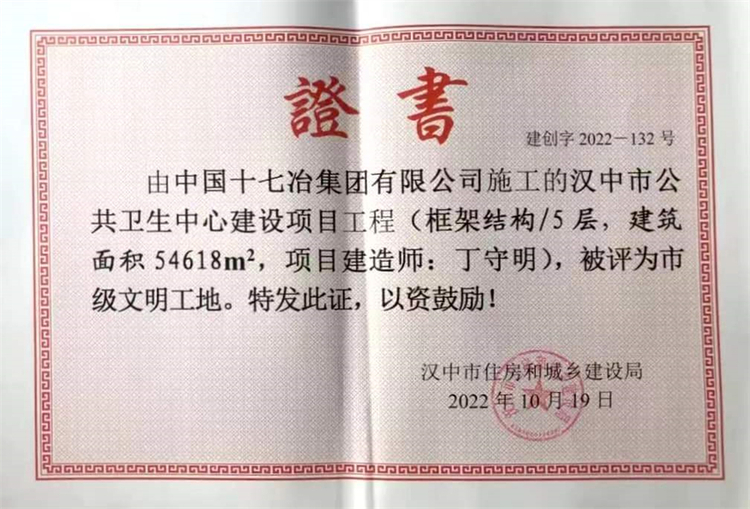 證書
建创字 2022－132 号
由中国十七冶集团有限公司施工的汉中市公
共卫生中心建设项目工程（框架结构/5 层，建筑
面积 54618m²，项目建造师：丁守明），被评为市
级文明工地。特发此证，以资鼓励！
汉中市住房和城乡建设局
2022 年 10 月 19 日